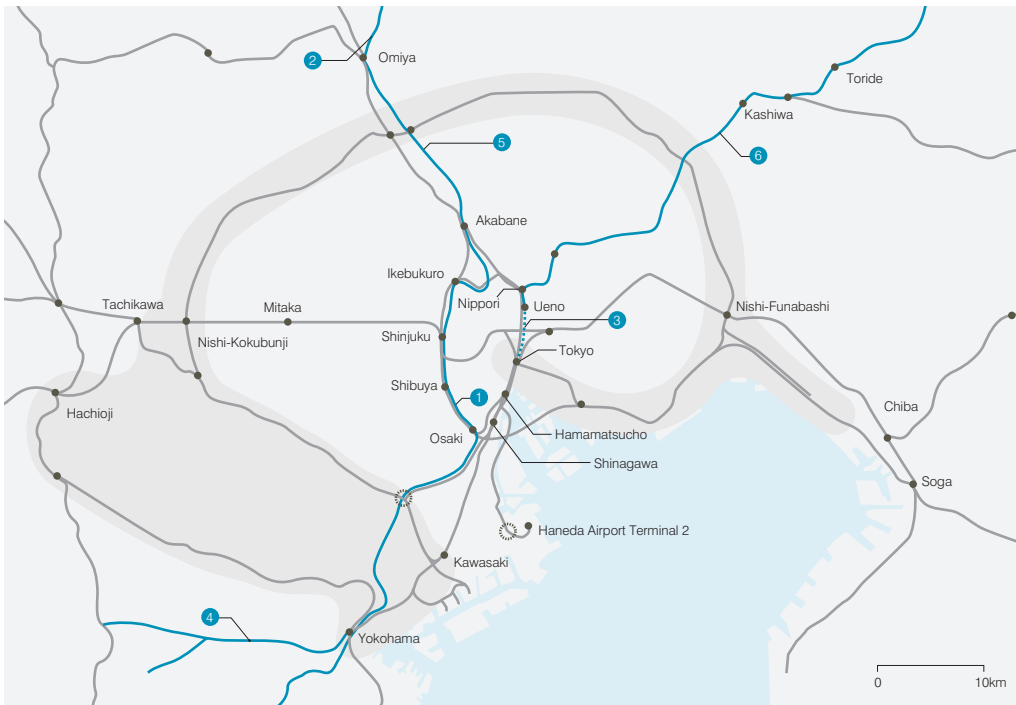 Omiya
2
Toride
Kashiwa
5
6
Akabane
Ikebukuro
Nippori
Ueno
Tachikawa
Mitaka
Nishi-Funabashi
3
Nishi-Kokubunji
Shinjuku
Tokyo
Shibuya
1
Hachioji
Chiba
Osaki
Hamamatsucho
Shinagawa
Soga
Haneda Airport Terminal 2
Kawasaki
4
Yokohama
0
10km